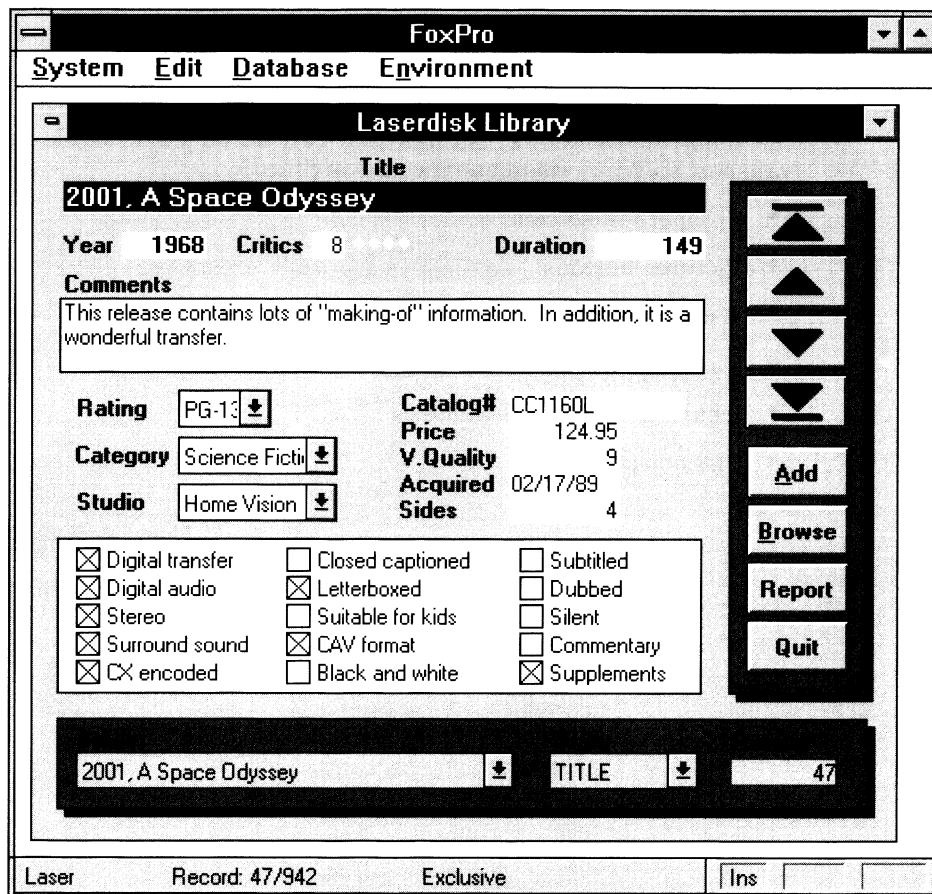 FoxPro
System Edit Database Environment
Laserdisk Library
Title
2001, A Space Odyssey
Year 1968 Critics 8 Duration 149
Comments
This release contains lots of "making-of" information. In addition, it is a
wonderful transfer.
Rating PG-13
Category Science Fictio
Studio Home Vision
Catalog# CC1160L
Price 124.95
V.Quality 9
Acquired 02/17/89
Sides 4
Digital transfer Closed captioned Subtitled
Digital audio Letterboxed Dubbed
Stereo Suitable for kids Silent
Surround sound CAV format Commentary
CX encoded Black and white Supplements
Add
Browse
Report
Quit
2001, A Space Odyssey TITLE 47
Laser Record: 47/942 Exclusive Ins